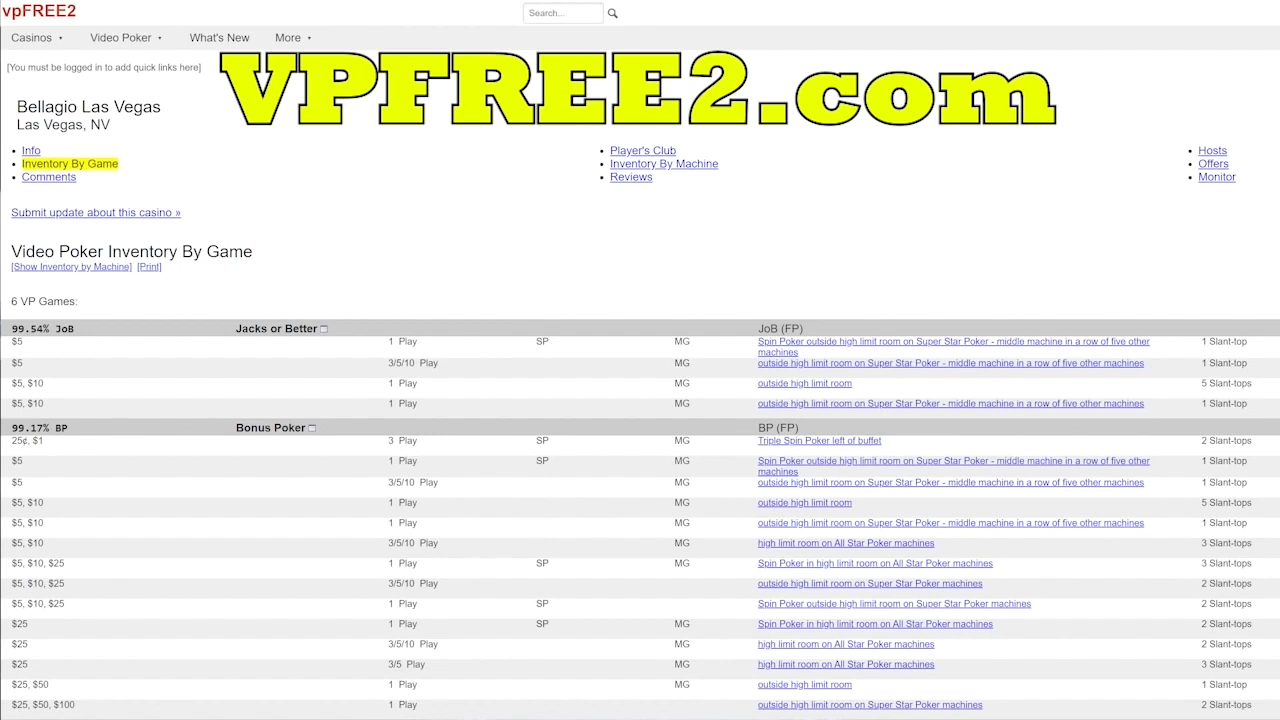 vpFREE2
Search...
Casinos
Video Poker
What's New
More
[You must be logged in to add quick links here]
VPFREE2.com
Bellagio Las Vegas
Las Vegas, NV
Info
Inventory By Game
Comments
Player's Club
Inventory By Machine
Reviews
Hosts
Offers
Monitor
Submit update about this casino »
Video Poker Inventory By Game
[Show Inventory by Machine] [Print]
6 VP Games:
99.54% JoB Jacks or Better JoB (FP)
$5 1 Play SP MG Spin Poker outside high limit room on Super Star Poker - middle machine in a row of five other 1 Slant-top
machines
$5 3/5/10 Play MG outside high limit room on Super Star Poker - middle machine in a row of five other machines 1 Slant-top
$5, $10 1 Play MG outside high limit room 5 Slant-tops
$5, $10 1 Play MG outside high limit room on Super Star Poker - middle machine in a row of five other machines 1 Slant-top
99.17% BP Bonus Poker BP (FP)
25¢, $1 3 Play SP MG Triple Spin Poker left of buffet 2 Slant-tops
$5 1 Play SP MG Spin Poker outside high limit room on Super Star Poker - middle machine in a row of five other 1 Slant-top
machines
$5 3/5/10 Play MG outside high limit room on Super Star Poker - middle machine in a row of five other machines 1 Slant-top
$5, $10 1 Play MG outside high limit room 5 Slant-tops
$5, $10 1 Play MG outside high limit room on Super Star Poker - middle machine in a row of five other machines 1 Slant-top
$5, $10 3/5/10 Play MG high limit room on All Star Poker machines 3 Slant-tops
$5, $10, $25 1 Play SP MG Spin Poker in high limit room on All Star Poker machines 3 Slant-tops
$5, $10, $25 3/5/10 Play outside high limit room on Super Star Poker machines 2 Slant-tops
$5, $10, $25 1 Play SP Spin Poker outside high limit room on Super Star Poker machines 2 Slant-tops
$25 1 Play SP MG Spin Poker in high limit room on All Star Poker machines 2 Slant-tops
$25 3/5/10 Play MG high limit room on All Star Poker machines 2 Slant-tops
$25 3/5 Play MG high limit room on All Star Poker machines 3 Slant-tops
$25, $50 1 Play MG outside high limit room 1 Slant-top
$25, $50, $100 1 Play outside high limit room on Super Star Poker machines 2 Slant-tops